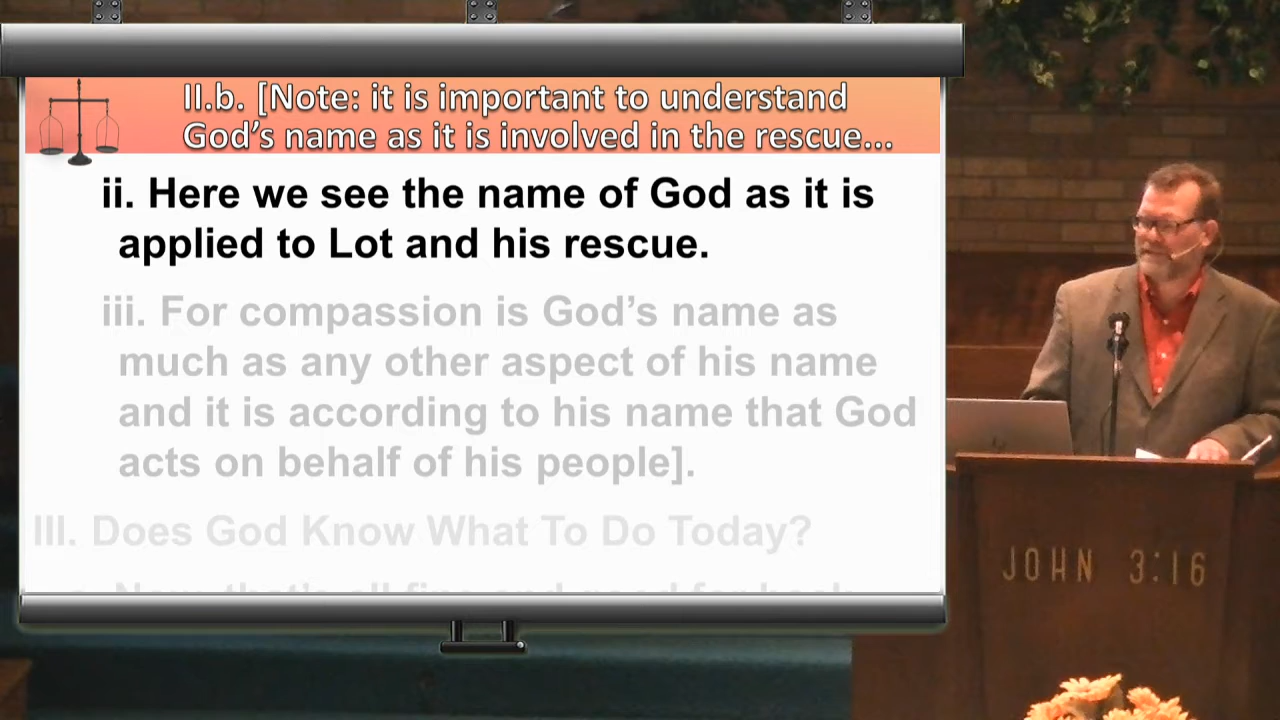 II.b. [Note: it is important to understand
God’s name as it is involved in the rescue...
ii. Here we see the name of God as it is
applied to Lot and his rescue.
iii. For compassion is God’s name as
much as any other aspect of his name
and it is according to his name that God
acts on behalf of his people].
III. Does God Know What To Do Today?
JOHN 3:16